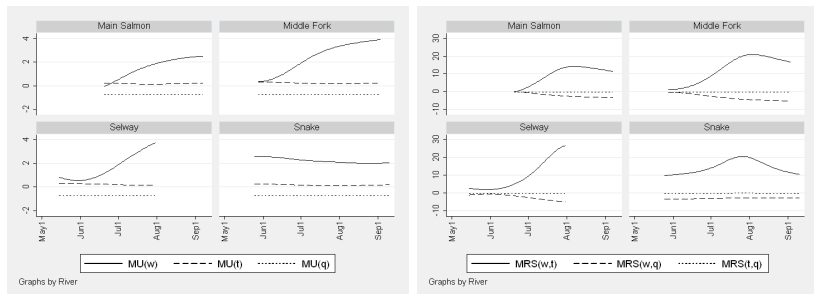 Main Salmon
Middle Fork
4
2
0
-2
Selway
Snake
4
2
0
-2
May1
Jun1
Jul1
Aug1
Sep1
May1
Jun1
Jul1
Aug1
Sep1
MU(w) MU(t) MU(q)
Graphs by River
Main Salmon
Middle Fork
30
20
10
0
-10
Selway
Snake
30
20
10
0
-10
May1
Jun1
Jul1
Aug1
Sep1
May1
Jun1
Jul1
Aug1
Sep1
MRS(w,t) MRS(w,q) MRS(t,q)
Graphs by River